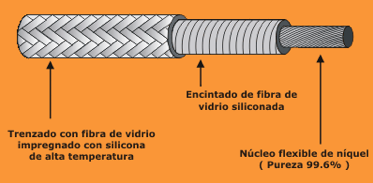 Encintado de fibra de
vidrio siliconada
Trenzado con fibra de vidrio
impregnado con silicona
de alta temperatura
Núcleo flexible de níquel
( Pureza 99.6% )